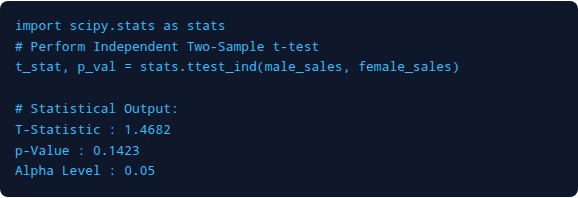 import scipy.stats as stats
# Perform Independent Two-Sample t-test
t_stat, p_val = stats.ttest_ind(male_sales, female_sales)
# Statistical Output:
T-Statistic : 1.4682
p-Value : 0.1423
Alpha Level : 0.05